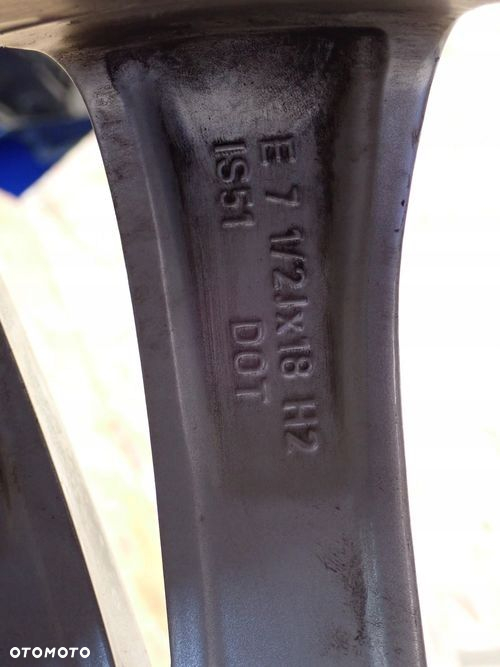 E 7 1/2JX18 H2
IS51
DOT
OTOMOTO